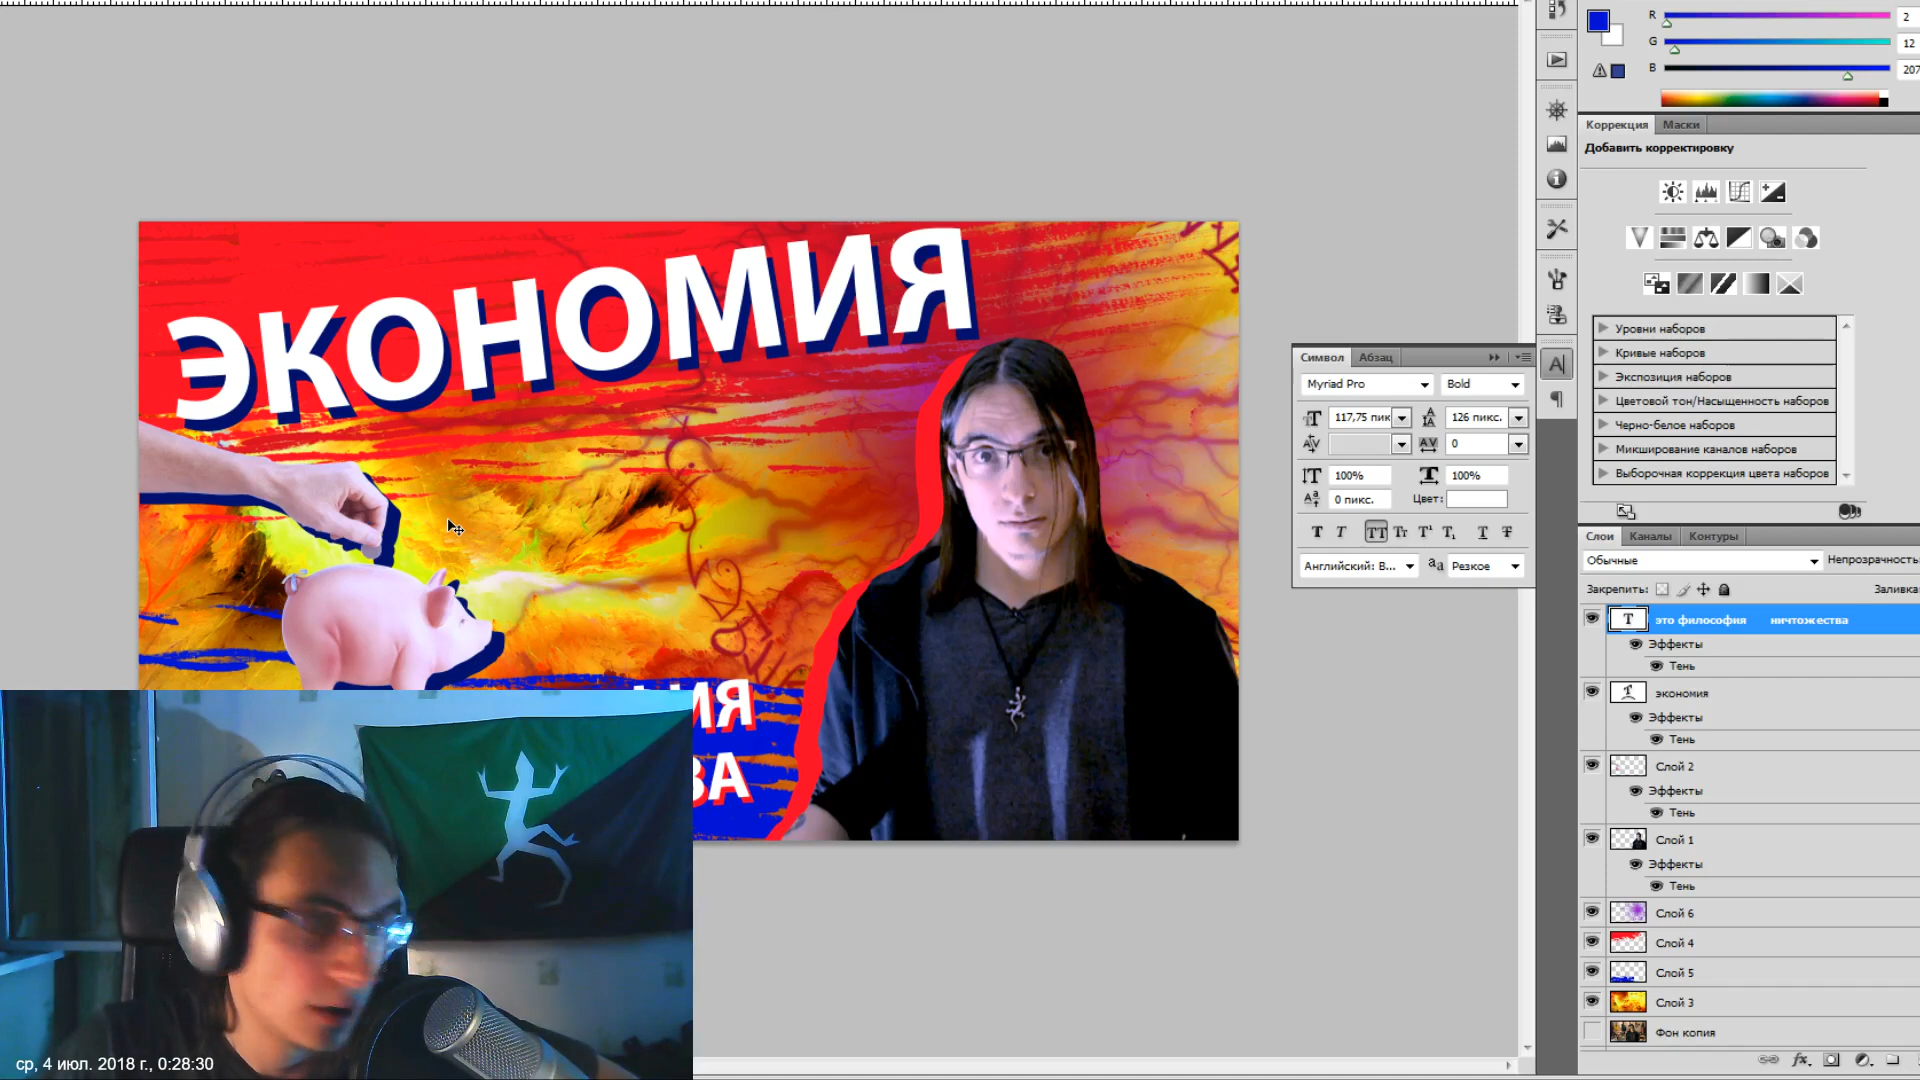 R 2
G 12
B 207
Коррекция Маски
Добавить корректировку
Уровни наборов
Кривые наборов
Экспозиция наборов
Цветовой тон/Насыщенность наборов
Черно-белое наборов
Микширование каналов наборов
Выборочная коррекция цвета наборов
ЭКОНОМИЯ
ИЯ
ВА
Символ Абзац
Myriad Pro Bold
117,75 пик 126 пикс.
0
100% 100%
0 пикс. Цвет:
Английский: В... Резкое
Слои Каналы Контуры
Обычные Непрозрачность:
Закрепить: Заливка
это философия ничтожества
Эффекты
Тень
экономия
Эффекты
Тень
Слой 2
Эффекты
Тень
Слой 1
Эффекты
Тень
Слой 6
Слой 4
Слой 5
Слой 3
Фон копия
ср, 4 июл. 2018 г., 0:28:30